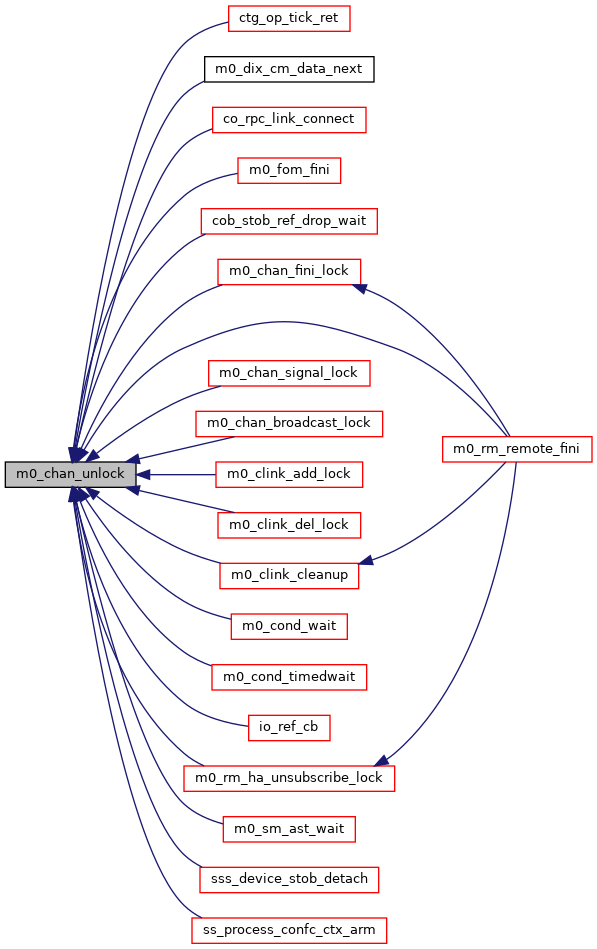 ctg_op_tick_ret
m0_dix_cm_data_next
co_rpc_link_connect
m0_fom_fini
cob_stob_ref_drop_wait
m0_chan_fini_lock
m0_chan_signal_lock
m0_chan_broadcast_lock
m0_rm_remote_fini
m0_chan_unlock
m0_clink_add_lock
m0_clink_del_lock
m0_clink_cleanup
m0_cond_wait
m0_cond_timedwait
io_ref_cb
m0_rm_ha_unsubscribe_lock
m0_sm_ast_wait
sss_device_stob_detach
ss_process_confc_ctx_arm